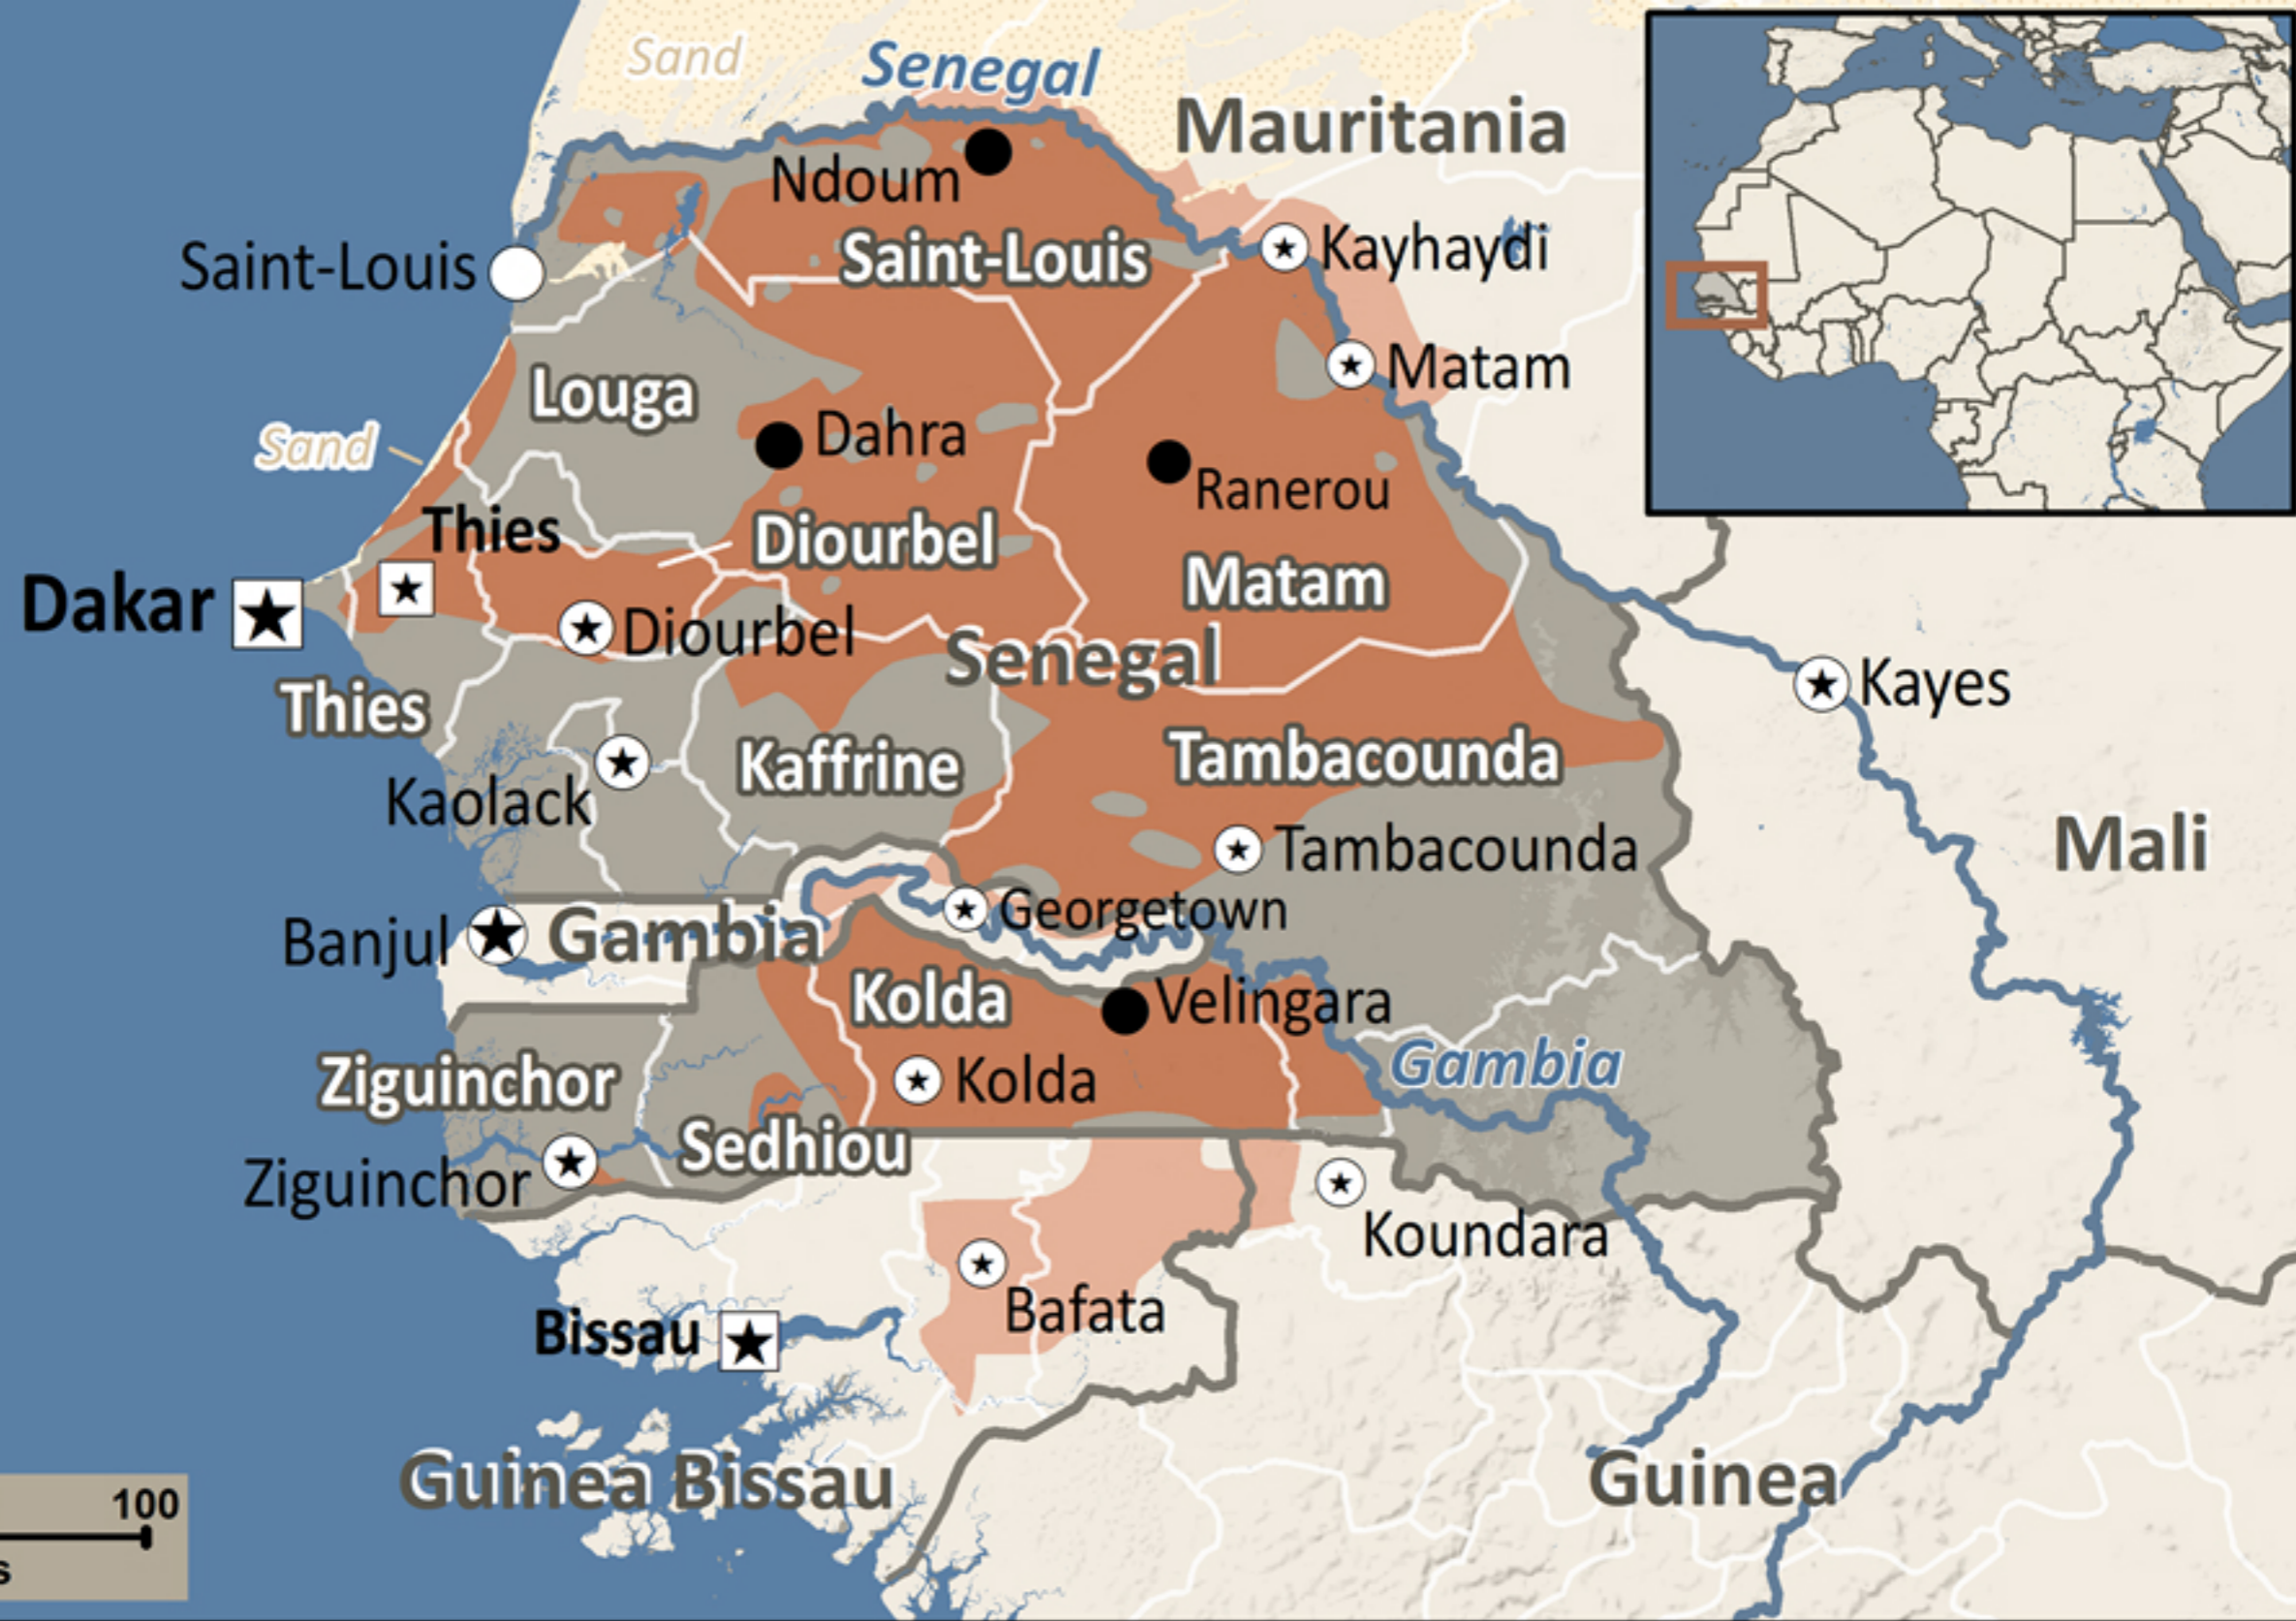 Sand
Senegal
Mauritania
Ndoum
Saint-Louis
Saint-Louis
Kayhaydi
Matam
Louga
Sand
Dahra
Ranerou
Thies
Diourbel
Matam
Dakar
Diourbel
Senegal
Kayes
Thies
Kaffrine
Tambacounda
Kaolack
Mali
Tambacounda
Georgetown
Banjul
Gambia
Kolda
Velingara
Ziguinchor
Kolda
Gambia
Sedhiou
Ziguinchor
Koundara
Bafata
Bissau
Guinea Bissau
Guinea
100
s